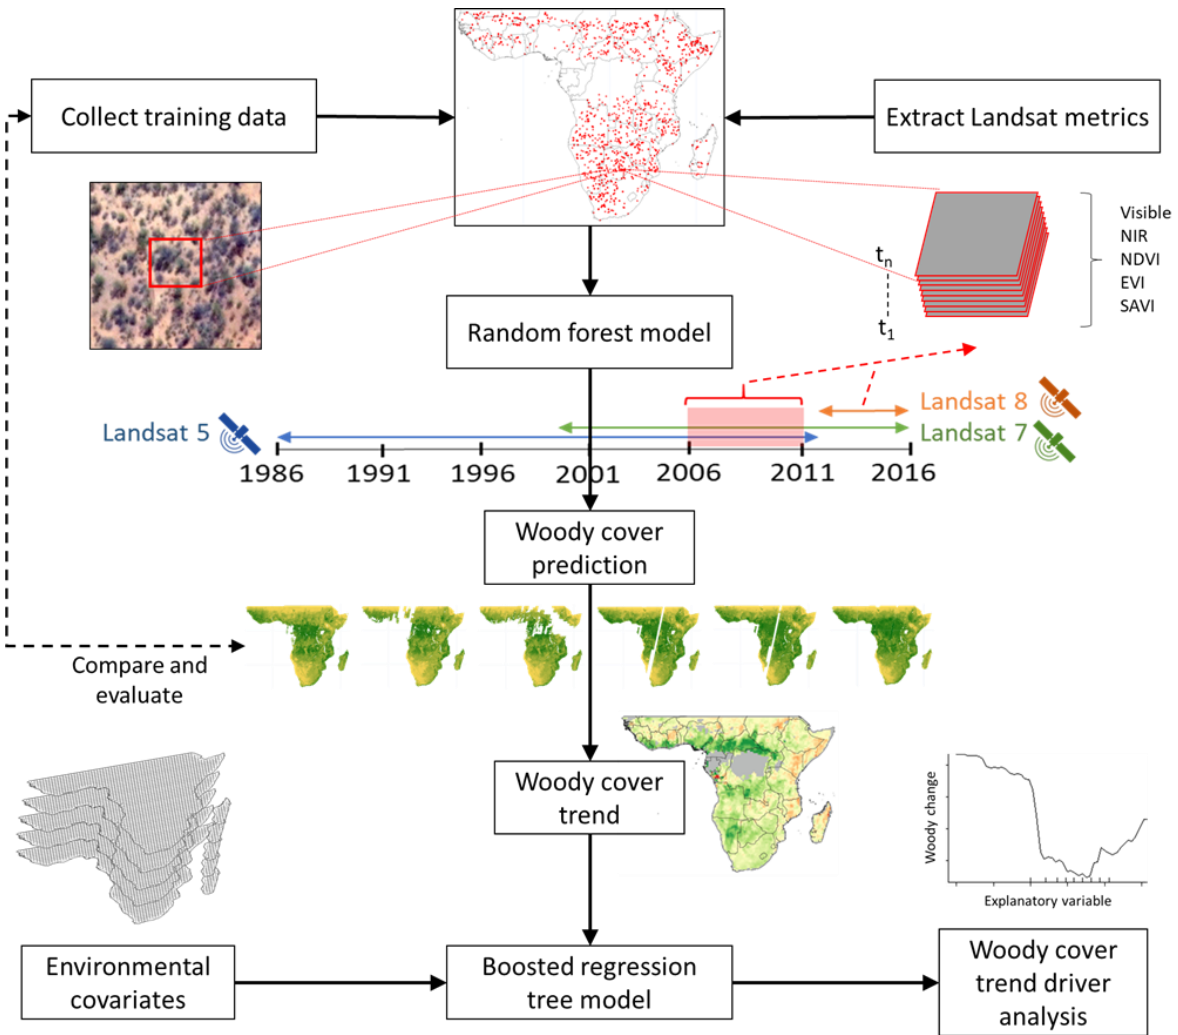 Collect training data
Extract Landsat metrics
Visible
NIR
NDVI
EVI
SAVI
tn
t1
Random forest model
Landsat 8
Landsat 5
Landsat 7
1986
1991
1996
2001
2006
2011
2016
Woody cover
prediction
Compare and
evaluate
Woody cover
trend
Woody change
Explanatory variable
Environmental
covariates
Boosted regression
tree model
Woody cover
trend driver
analysis